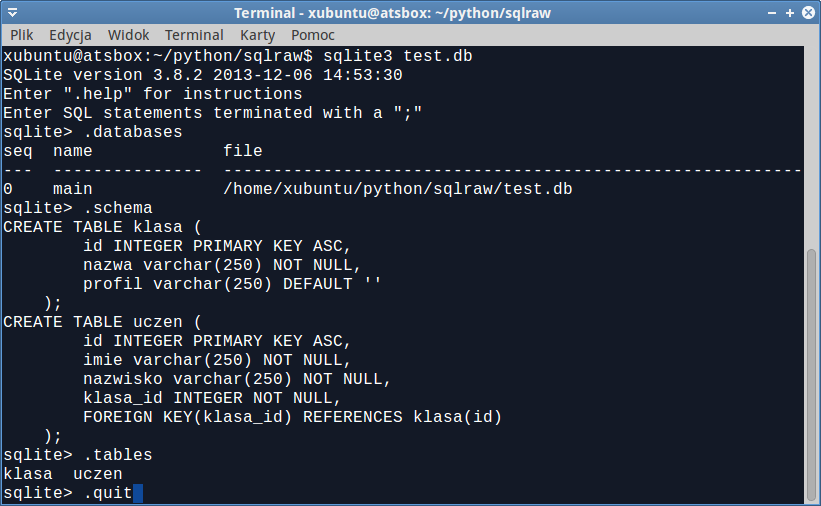 Terminal - xubuntu@atsbox: ~/python/sqlraw
Plik Edycja Widok Terminal Karty Pomoc
xubuntu@atsbox:~/python/sqlraw$ sqlite3 test.db
SQLite version 3.8.2 2013-12-06 14:53:30
Enter ".help" for instructions
Enter SQL statements terminated with a ";"
sqlite> .databases
seq  name             file
---  ---------------  ----------------------------------------------------------
0    main             /home/xubuntu/python/sqlraw/test.db
sqlite> .schema
CREATE TABLE klasa (
        id INTEGER PRIMARY KEY ASC,
        nazwa varchar(250) NOT NULL,
        profil varchar(250) DEFAULT ''
    );
CREATE TABLE uczen (
        id INTEGER PRIMARY KEY ASC,
        imie varchar(250) NOT NULL,
        nazwisko varchar(250) NOT NULL,
        klasa_id INTEGER NOT NULL,
        FOREIGN KEY(klasa_id) REFERENCES klasa(id)
    );
sqlite> .tables
klasa  uczen
sqlite> .quit